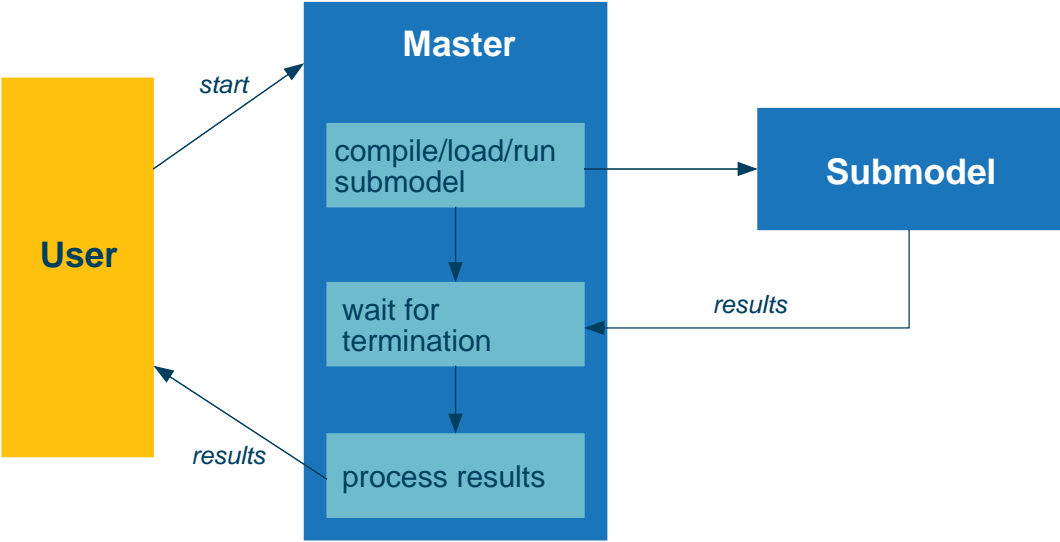 Master
start
compile/load/run
submodel
Submodel
User
wait for
termination
results
results
process results